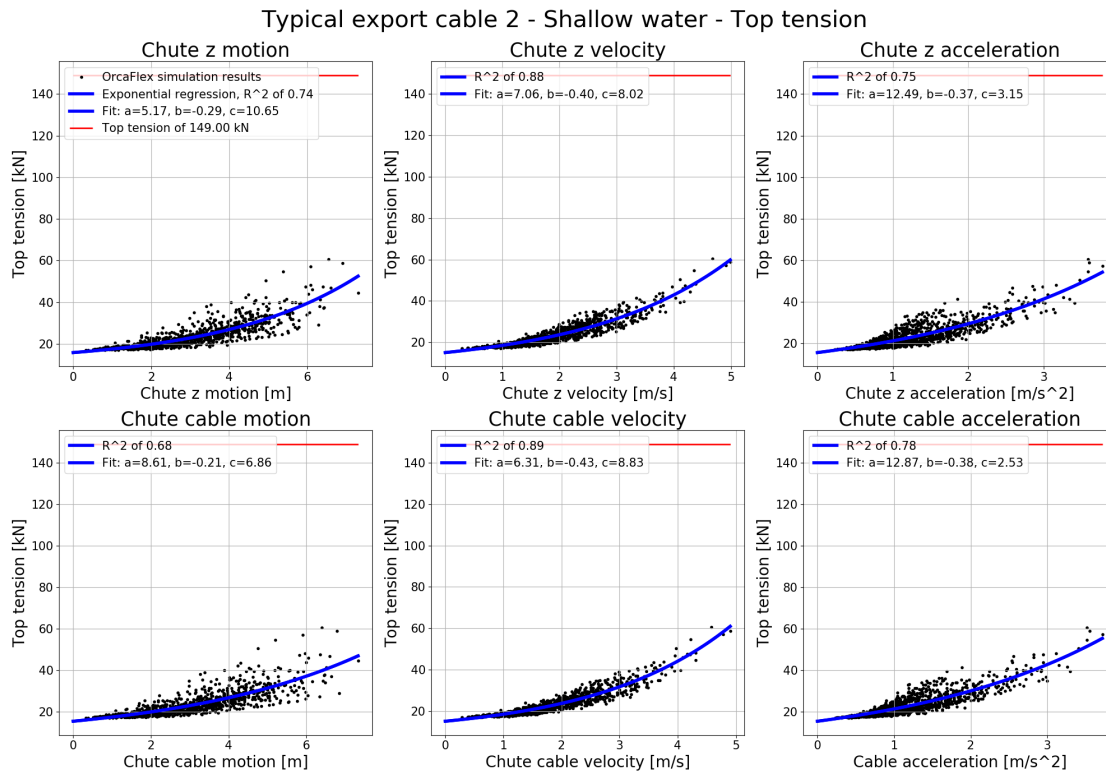 Typical export cable 2 - Shallow water - Top tension
Chute z motion
OrcaFlex simulation results
Exponential regression, R^2 of 0.74
Fit: a=5.17, b=-0.29, c=10.65
Top tension of 149.00 kN
Top tension [kN]
140
120
100
80
60
40
20
0 2 4 6
Chute z motion [m]
Chute z velocity
R^2 of 0.88
Fit: a=7.06, b=-0.40, c=8.02
Top tension [kN]
140
120
100
80
60
40
20
0 1 2 3 4 5
Chute z velocity [m/s]
Chute z acceleration
R^2 of 0.75
Fit: a=12.49, b=-0.37, c=3.15
Top tension [kN]
140
120
100
80
60
40
20
0 1 2 3
Chute z acceleration [m/s^2]
Chute cable motion
R^2 of 0.68
Fit: a=8.61, b=-0.21, c=6.86
Top tension [kN]
140
120
100
80
60
40
20
0 2 4 6
Chute cable motion [m]
Chute cable velocity
R^2 of 0.89
Fit: a=6.31, b=-0.43, c=8.83
Top tension [kN]
140
120
100
80
60
40
20
0 1 2 3 4 5
Chute cable velocity [m/s]
Chute cable acceleration
R^2 of 0.78
Fit: a=12.87, b=-0.38, c=2.53
Top tension [kN]
140
120
100
80
60
40
20
0 1 2 3
Cable acceleration [m/s^2]